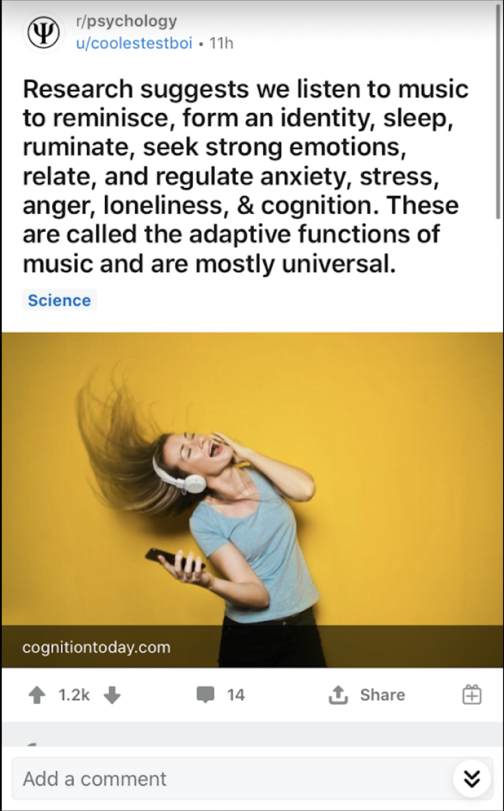 r/psychology
u/coolestestboi • 11h
Research suggests we listen to music
to reminisce, form an identity, sleep,
ruminate, seek strong emotions,
relate, and regulate anxiety, stress,
anger, loneliness, & cognition. These
are called the adaptive functions of
music and are mostly universal.
Science
cognitiontoday.com
1.2k 14 Share
Add a comment